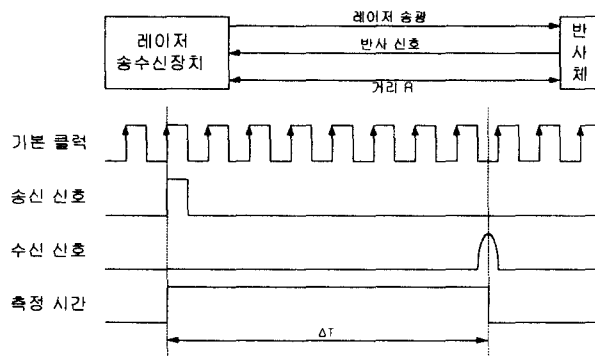 레이저
송수신장치
레이저 송광
반사 신호
거리 A
반
사
체
기본 클럭
송신 신호
수신 신호
측정 시간
ΔT